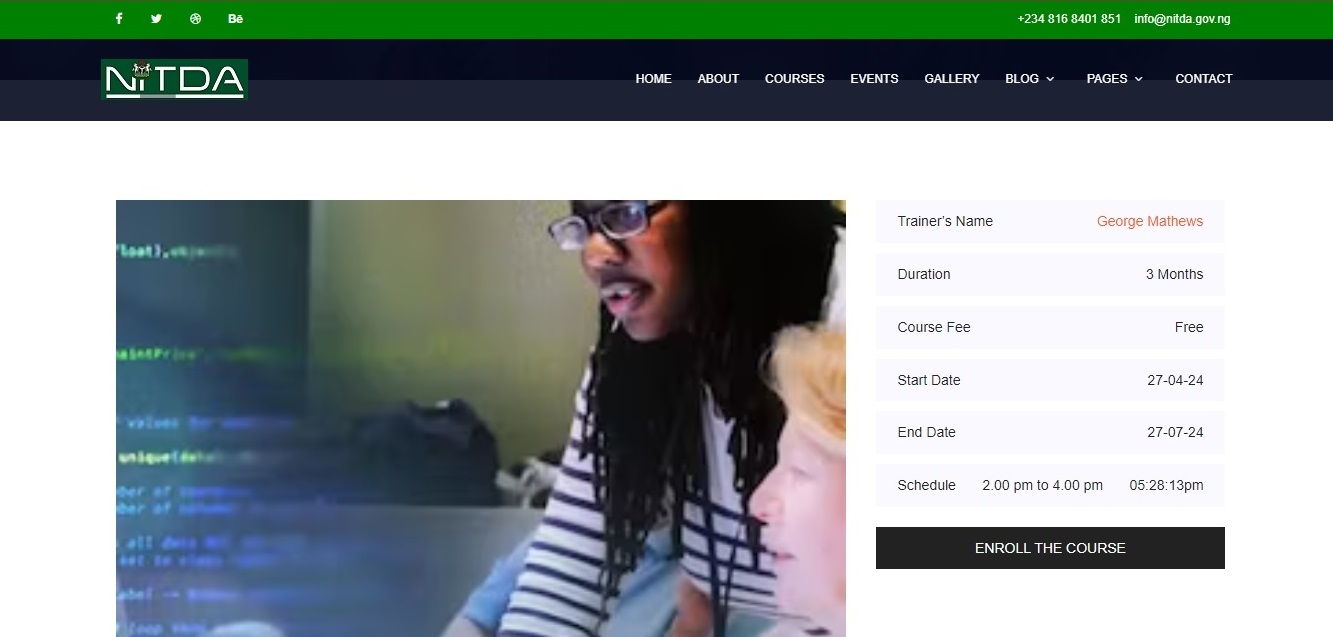 Bē
+234 816 8401 851 info@nitda.gov.ng
NiTDA
HOME ABOUT COURSES EVENTS GALLERY BLOG PAGES CONTACT
Trainer's Name George Mathews
Duration 3 Months
Course Fee Free
Start Date 27-04-24
End Date 27-07-24
Schedule 2.00 pm to 4.00 pm 05:28:13pm
ENROLL THE COURSE
unique(